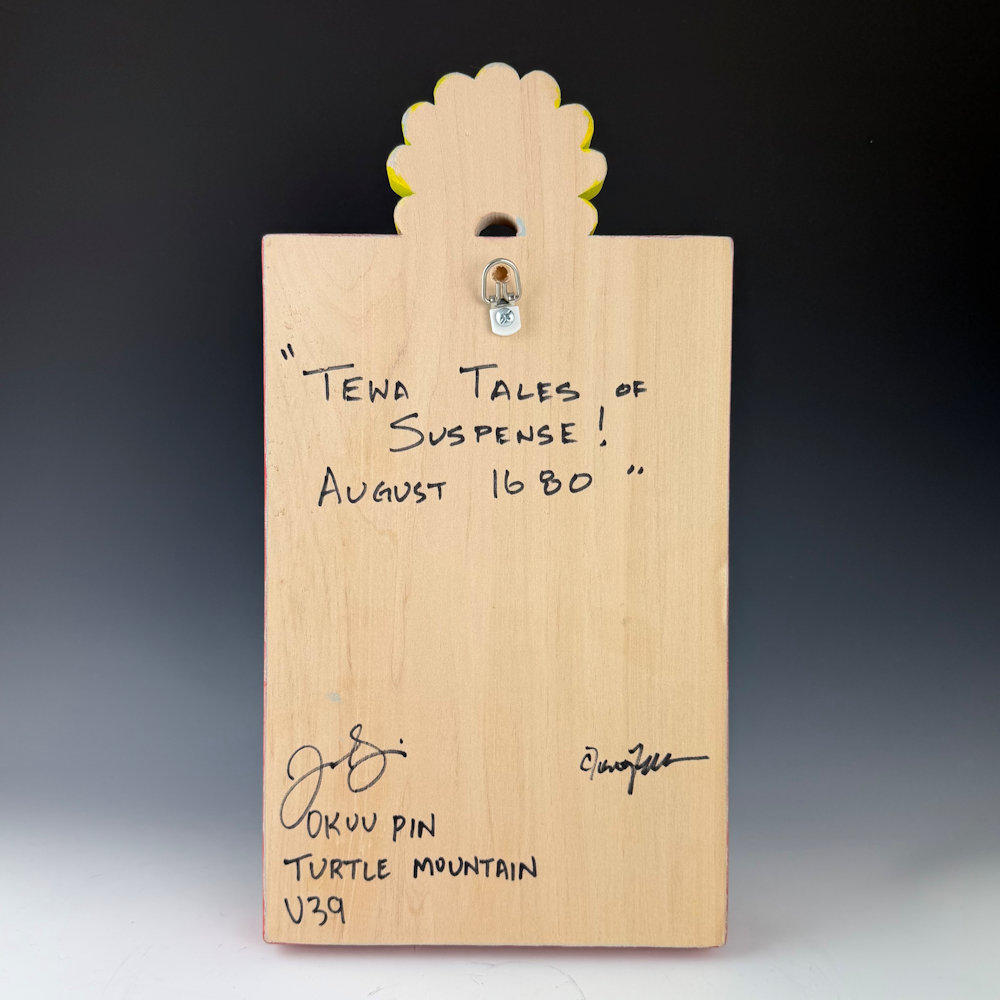 "TEWA TALES OF
SUSPENSE!
AUGUST 1680"
OKUU PIN
TURTLE MOUNTAIN
V39